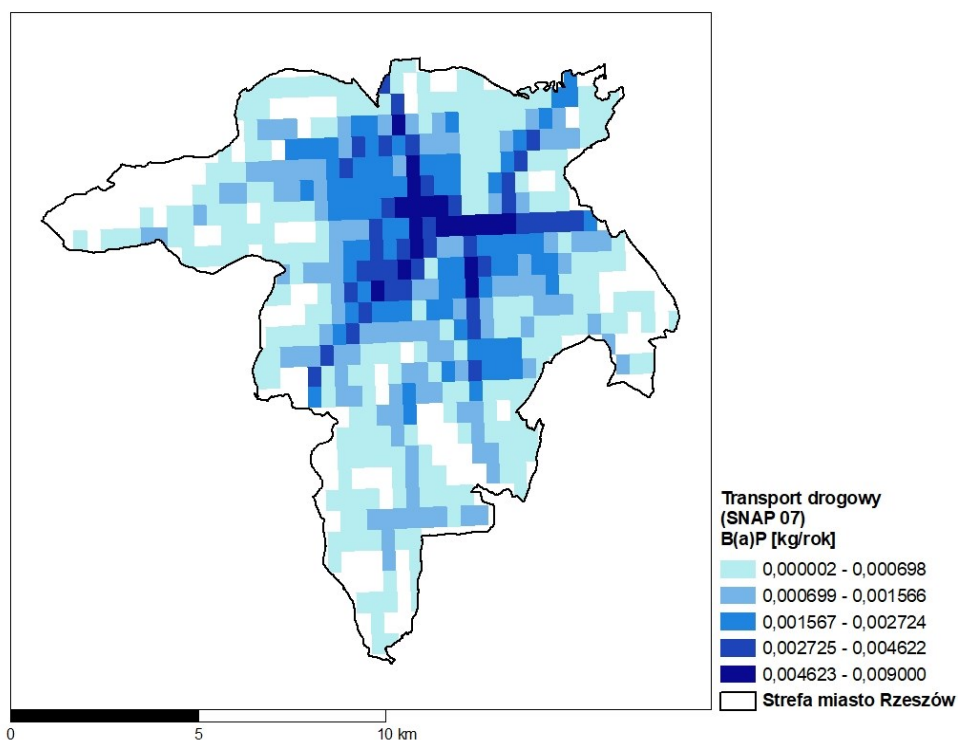 Transport drogowy
(SNAP 07)
B(a)P [kg/rok]
0,000002 - 0,000698
0,000699 - 0,001566
0,001567 - 0,002724
0,002725 - 0,004622
0,004623 - 0,009000
Strefa miasto Rzeszów
0 5 10 km